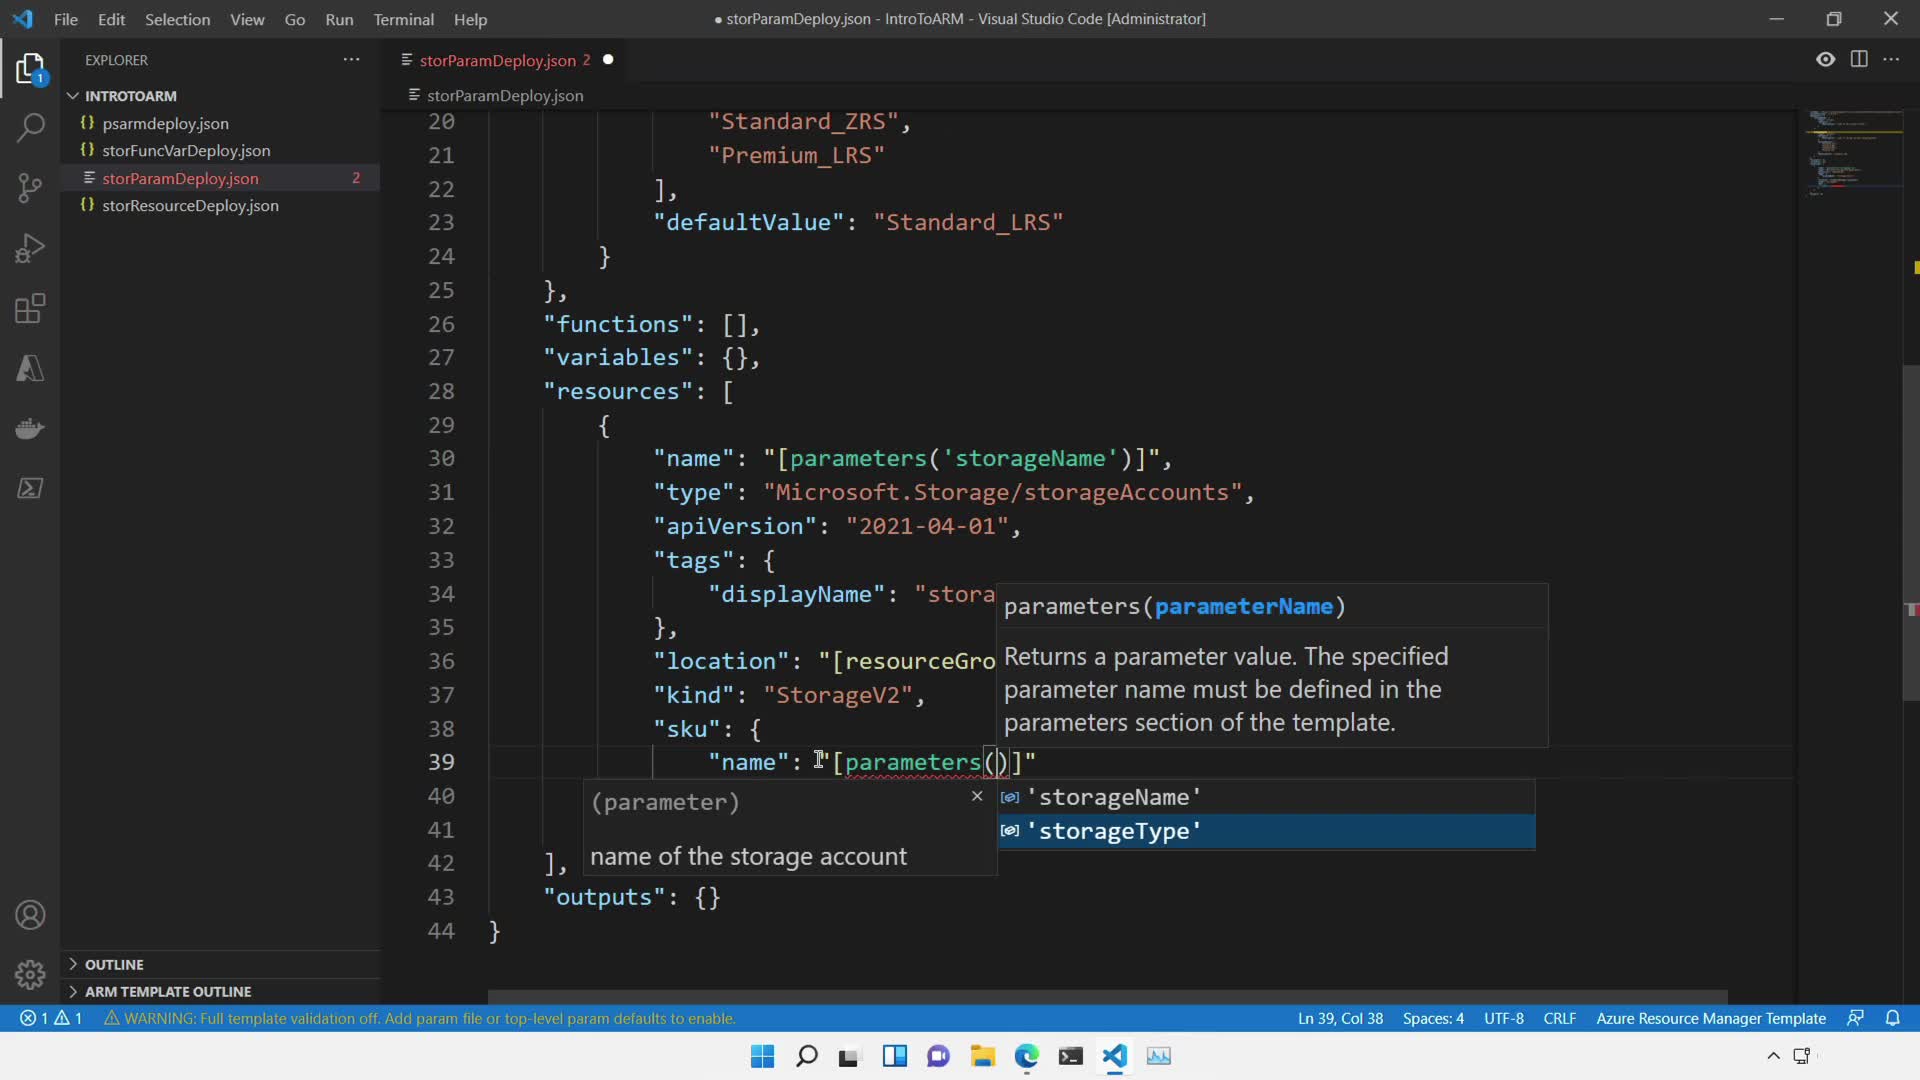 File Edit Selection View Go Run Terminal Help
● storParamDeploy.json - IntroToARM - Visual Studio Code [Administrator]
EXPLORER
INTROTOARM
psarmdeploy.json
storFuncVarDeploy.json
storParamDeploy.json 2
storResourceDeploy.json
OUTLINE
ARM TEMPLATE OUTLINE
1
storParamDeploy.json 2
storParamDeploy.json
20 "Standard_ZRS",
21 "Premium_LRS"
22 ],
23 "defaultValue": "Standard_LRS"
24 }
25 },
26 "functions": [],
27 "variables": {},
28 "resources": [
29 {
30 "name": "[parameters('storageName')]",
31 "type": "Microsoft.Storage/storageAccounts",
32 "apiVersion": "2021-04-01",
33 "tags": {
34 "displayName": "stora
35 },
36 "location": "[resourceGro
37 "kind": "StorageV2",
38 "sku": {
39 "name": "[parameters()]"
40
41
42 ],
43 "outputs": {}
44 }
parameters(parameterName)
Returns a parameter value. The specified
parameter name must be defined in the
parameters section of the template.
(parameter)
name of the storage account
'storageName'
'storageType'
1 1 WARNING: Full template validation off. Add param file or top-level param defaults to enable.
Ln 39, Col 38 Spaces: 4 UTF-8 CRLF Azure Resource Manager Template